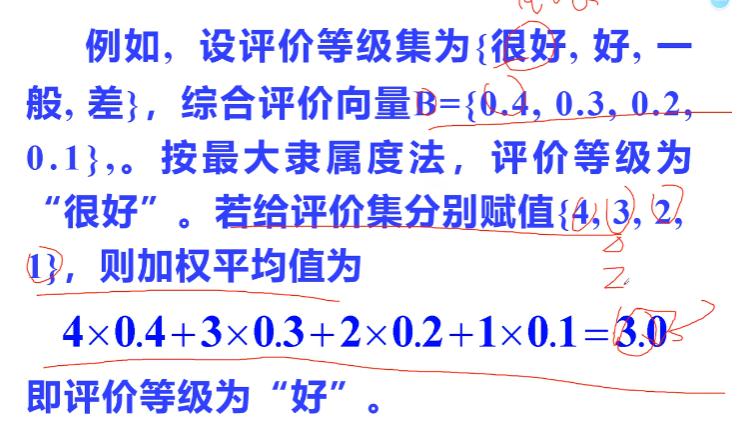 例如，设评价等级集为{很好, 好, 一
般, 差}，综合评价向量B={0.4, 0.3, 0.2,
0.1},。按最大隶属度法，评价等级为
“很好”。若给评价集分别赋值{4, 3, 2,
1}，则加权平均值为
4×0.4+3×0.3+2×0.2+1×0.1=3.0
即评价等级为“好”。